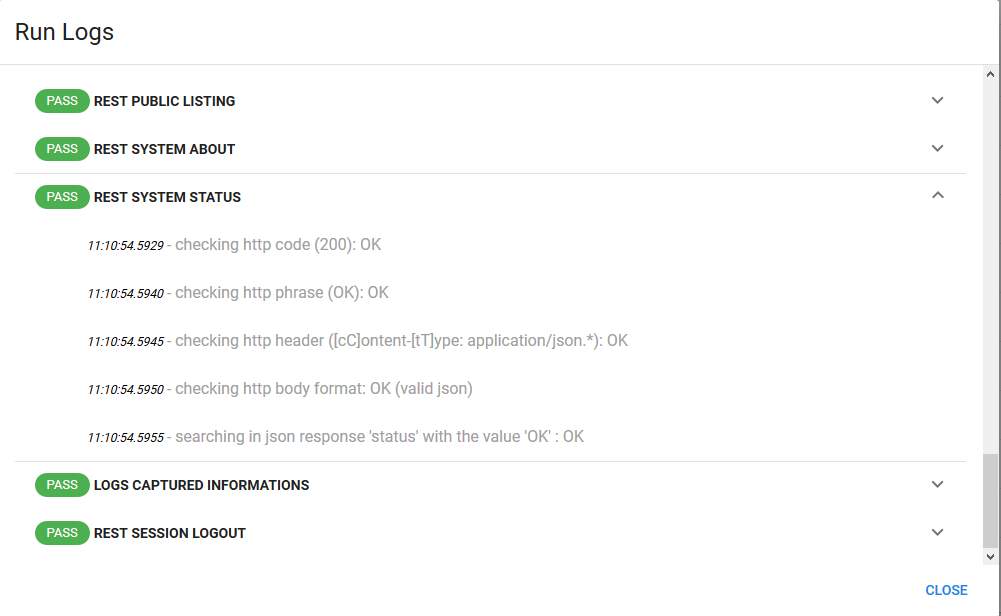 Run Logs
PASS REST PUBLIC LISTING
PASS REST SYSTEM ABOUT
PASS REST SYSTEM STATUS
11:10:54.5929 - checking http code (200): OK
11:10:54.5940 - checking http phrase (OK): OK
11:10:54.5945 - checking http header ([cC]ontent-[tT]ype: application/json.*): OK
11:10:54.5950 - checking http body format: OK (valid json)
11:10:54.5955 - searching in json response 'status' with the value 'OK' : OK
PASS LOGS CAPTURED INFORMATIONS
PASS REST SESSION LOGOUT
CLOSE